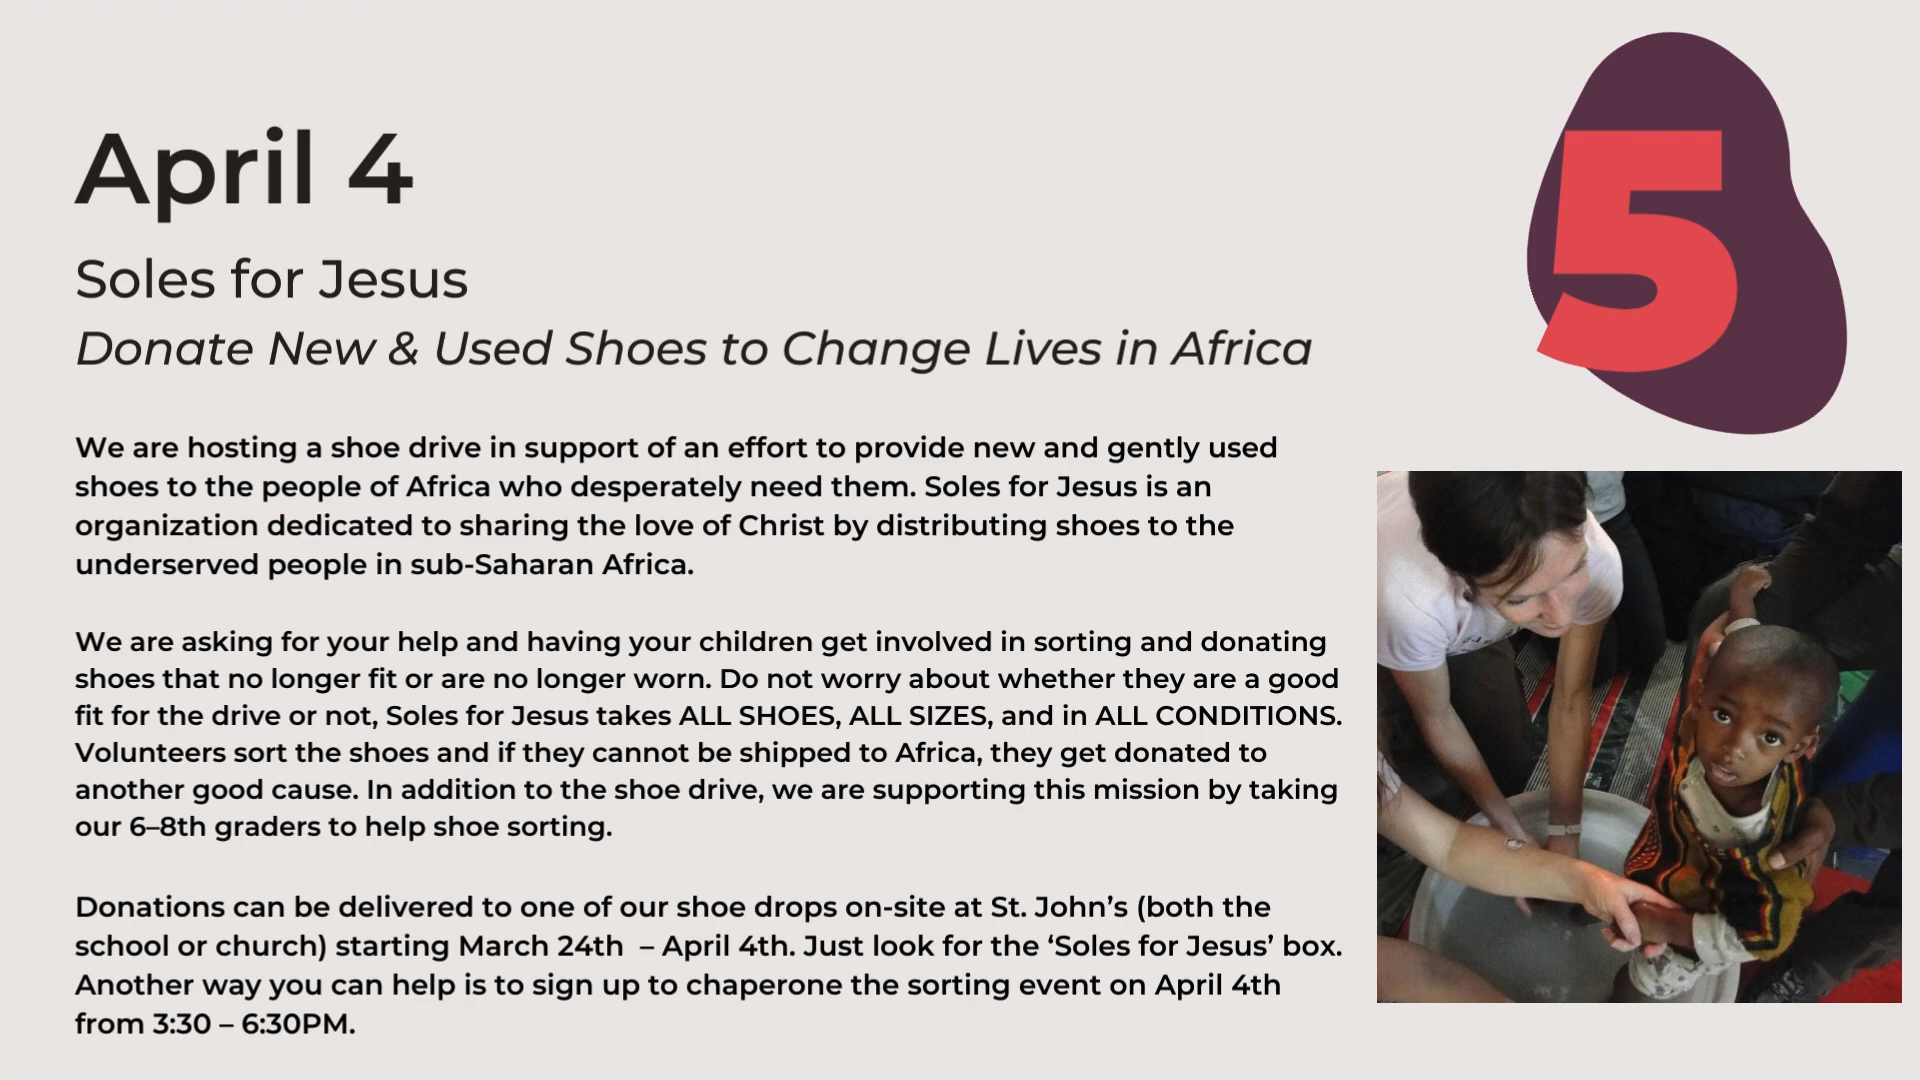 April 4
5
Soles for Jesus
Donate New & Used Shoes to Change Lives in Africa
We are hosting a shoe drive in support of an effort to provide new and gently used
shoes to the people of Africa who desperately need them. Soles for Jesus is an
organization dedicated to sharing the love of Christ by distributing shoes to the
underserved people in sub-Saharan Africa.
We are asking for your help and having your children get involved in sorting and donating
shoes that no longer fit or are no longer worn. Do not worry about whether they are a good
fit for the drive or not, Soles for Jesus takes ALL SHOES, ALL SIZES, and in ALL CONDITIONS.
Volunteers sort the shoes and if they cannot be shipped to Africa, they get donated to
another good cause. In addition to the shoe drive, we are supporting this mission by taking
our 6–8th graders to help shoe sorting.
Donations can be delivered to one of our shoe drops on-site at St. John’s (both the
school or church) starting March 24th  – April 4th. Just look for the ‘Soles for Jesus’ box.
Another way you can help is to sign up to chaperone the sorting event on April 4th
from 3:30 – 6:30PM.